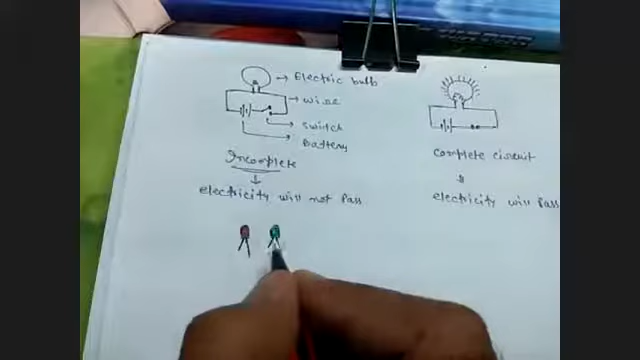 Electric bulb
wire
switch
Battery
Incomplete
electricity will not Pass
complete circuit
electricity will Pass